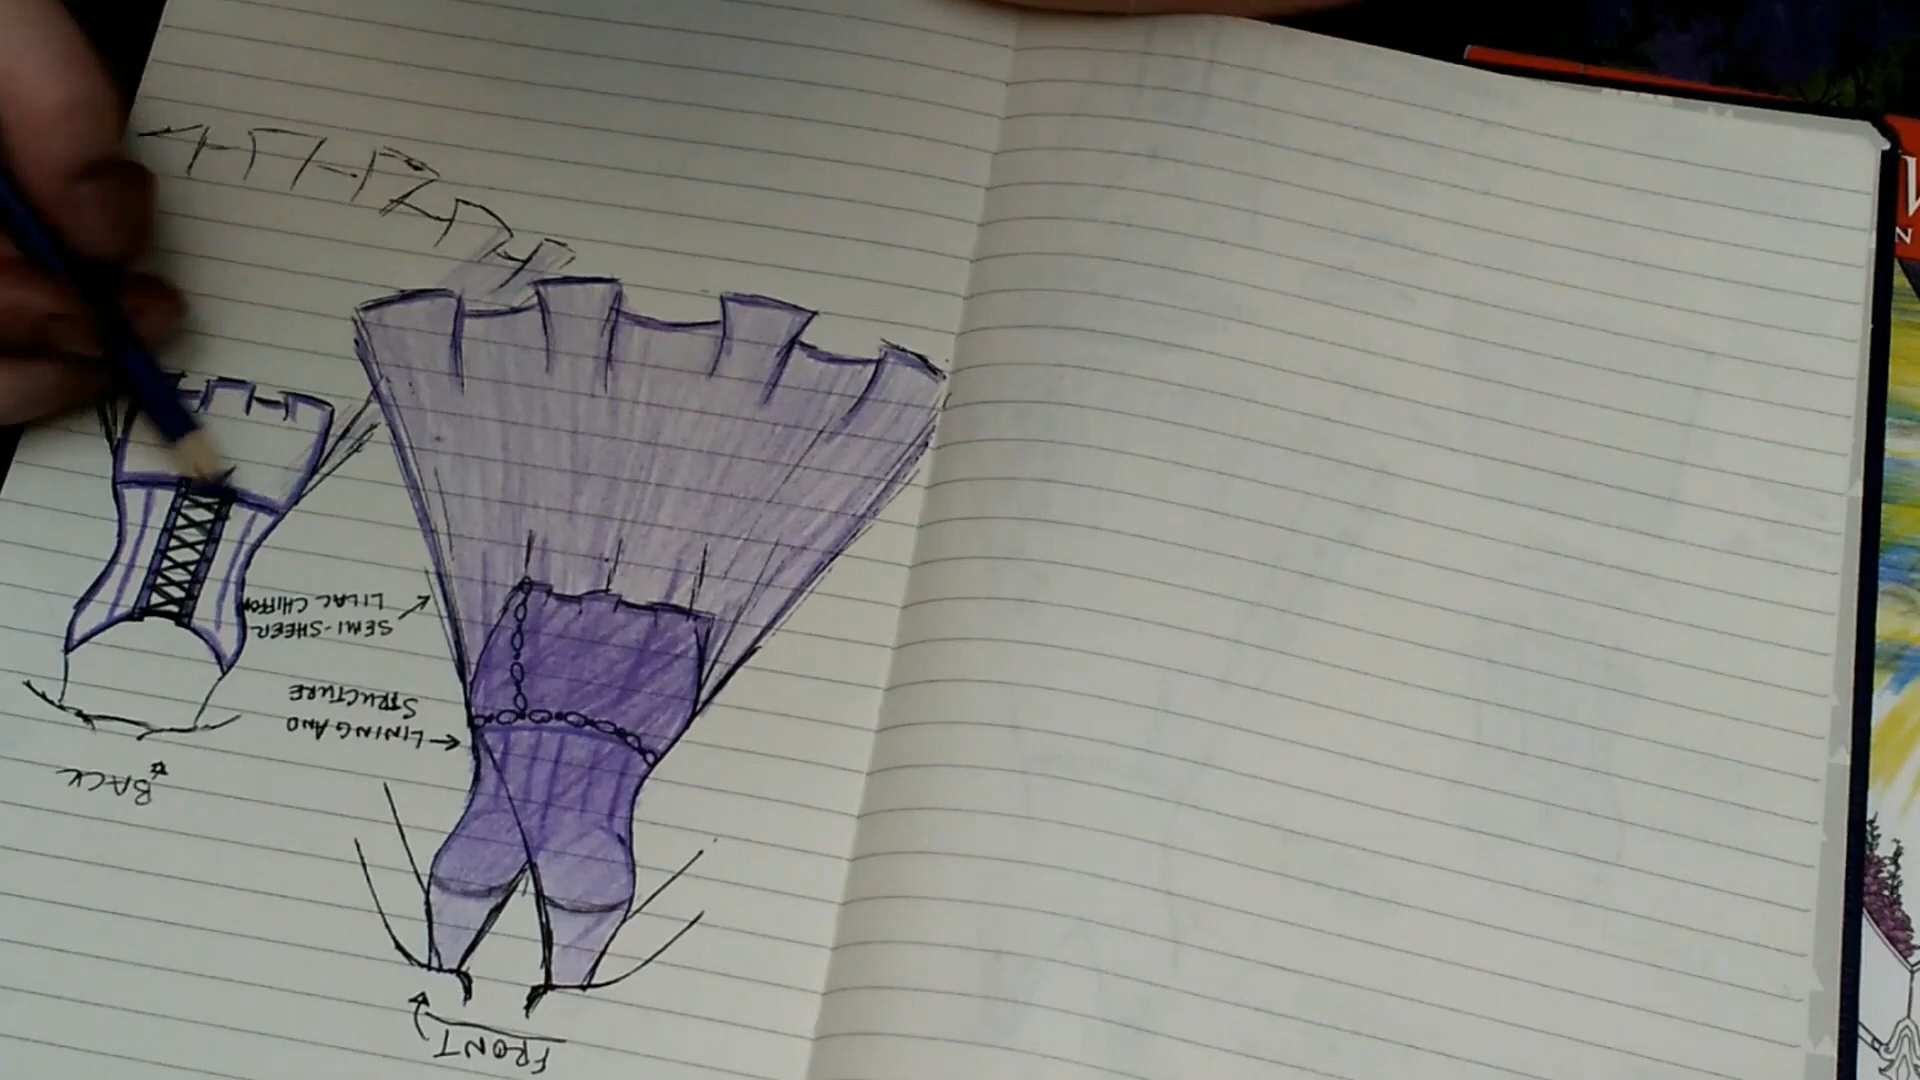 FRONT
BACK
LINING AND
STRUCTURE
SEMI-SHEER
LILAC CHIFFON